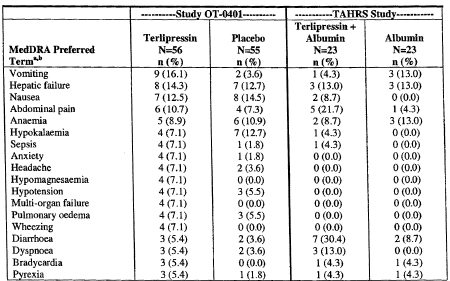 ----------Study OT-0401---------- -----------TAHRS Study-----------
MedDRA Preferred Term a,b Terlipressin N=56 n (%) Placebo N=55 n (%) Terlipressin + Albumin N=23 n (%) Albumin N=23 n (%)
Vomiting 9 (16.1) 2 (3.6) 1 (4.3) 3 (13.0)
Hepatic failure 8 (14.3) 7 (12.7) 3 (13.0) 3 (13.0)
Nausea 7 (12.5) 8 (14.5) 2 (8.7) 0 (0.0)
Abdominal pain 6 (10.7) 4 (7.3) 5 (21.7) 1 (4.3)
Anaemia 5 (8.9) 6 (10.9) 2 (8.7) 3 (13.0)
Hypokalaemia 4 (7.1) 7 (12.7) 1 (4.3) 0 (0.0)
Sepsis 4 (7.1) 1 (1.8) 1 (4.3) 0 (0.0)
Anxiety 4 (7.1) 1 (1.8) 0 (0.0) 0 (0.0)
Headache 4 (7.1) 2 (3.6) 0 (0.0) 0 (0.0)
Hypomagnesaemia 4 (7.1) 0 (0.0) 0 (0.0) 0 (0.0)
Hypotension 4 (7.1) 3 (5.5) 0 (0.0) 0 (0.0)
Multi-organ failure 4 (7.1) 0 (0.0) 0 (0.0) 0 (0.0)
Pulmonary oedema 4 (7.1) 3 (5.5) 0 (0.0) 0 (0.0)
Wheezing 4 (7.1) 0 (0.0) 0 (0.0) 0 (0.0)
Diarrhoea 3 (5.4) 2 (3.6) 7 (30.4) 2 (8.7)
Dyspnoea 3 (5.4) 2 (3.6) 3 (13.0) 0 (0.0)
Bradycardia 3 (5.4) 0 (0.0) 1 (4.3) 1 (4.3)
Pyrexia 3 (5.4) 1 (1.8) 1 (4.3) 1 (4.3)